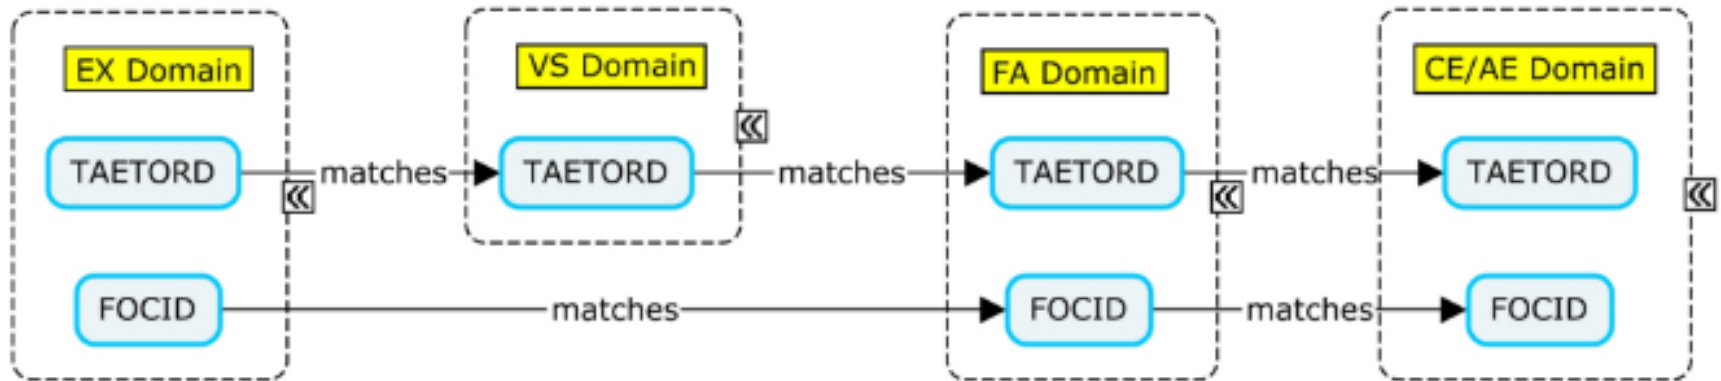 EX Domain
VS Domain
FA Domain
CE/AE Domain
TAETORD
matches
TAETORD
matches
TAETORD
matches
TAETORD
FOCID
matches
FOCID
matches
FOCID